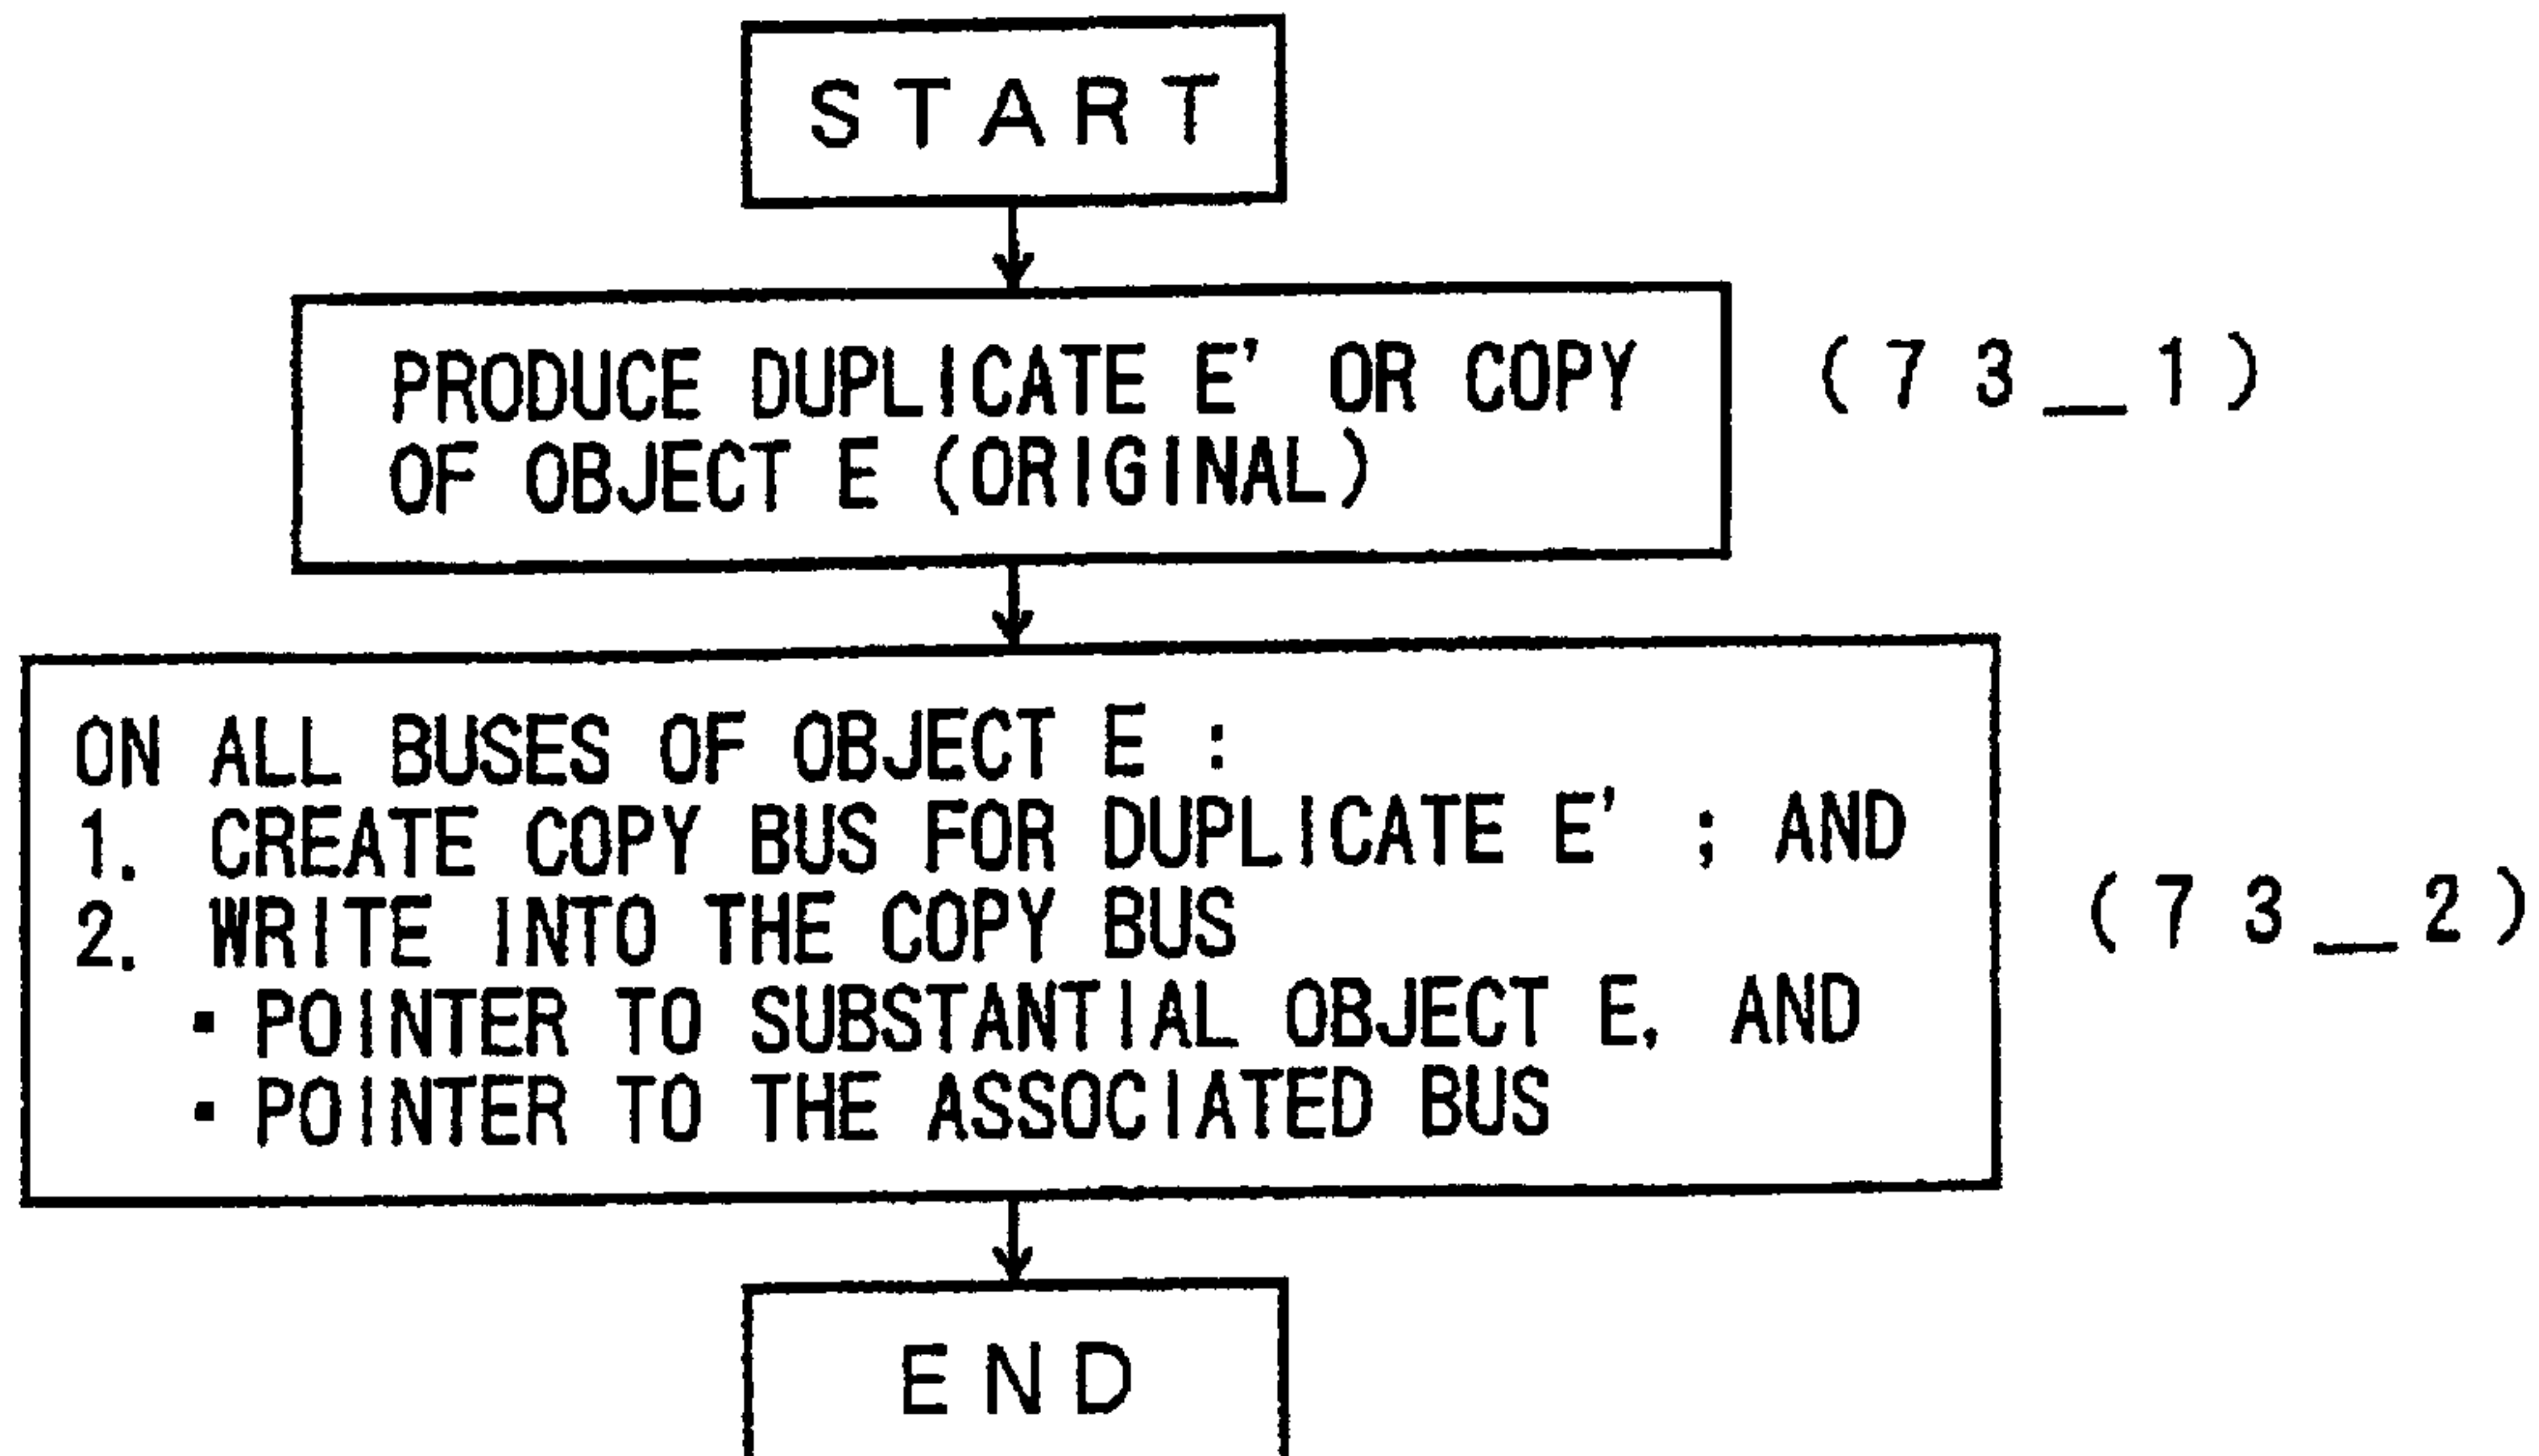 START
PRODUCE DUPLICATE E' OR COPY (73_1)
OF OBJECT E (ORIGINAL)
ON ALL BUSES OF OBJECT E :
1. CREATE COPY BUS FOR DUPLICATE E' ; AND
2. WRITE INTO THE COPY BUS (73_2)
▪ POINTER TO SUBSTANTIAL OBJECT E, AND
▪ POINTER TO THE ASSOCIATED BUS
END